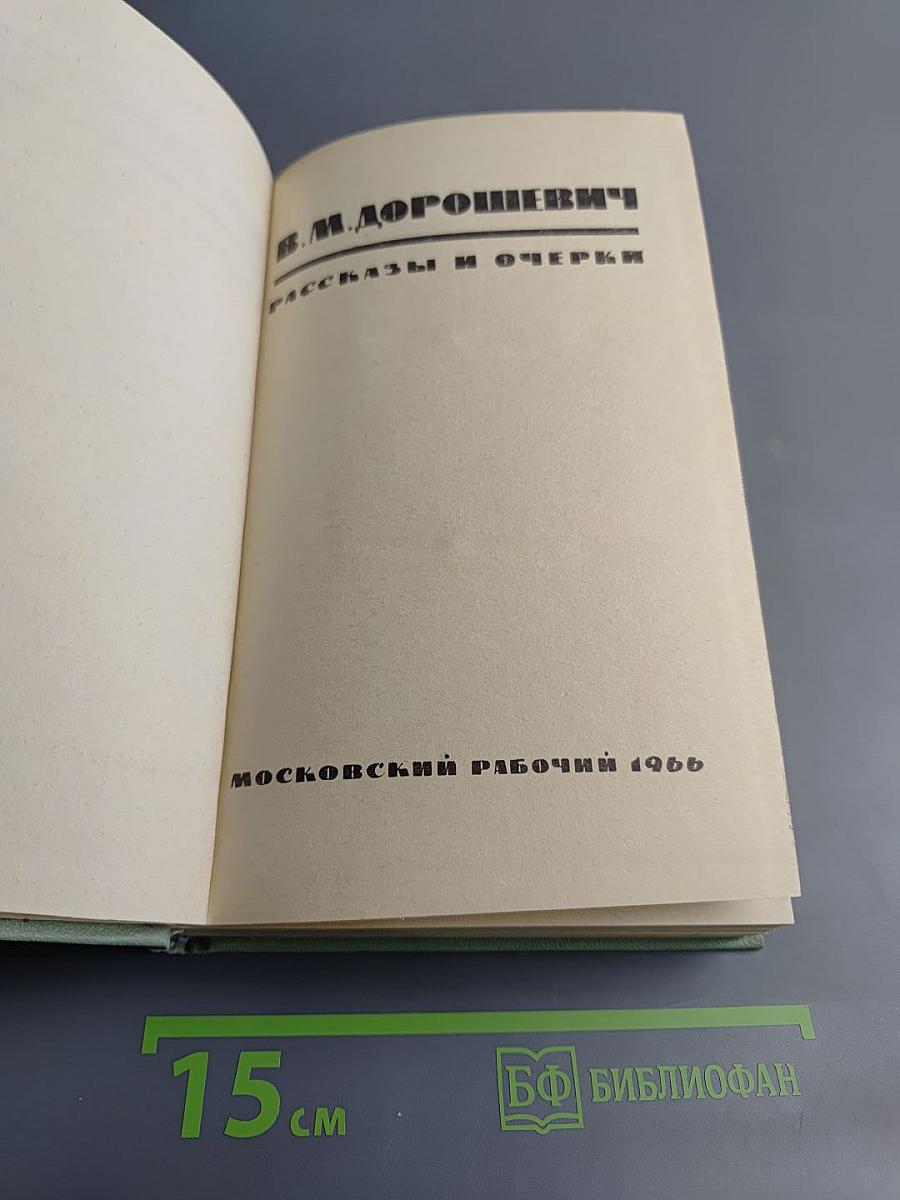 В. М. ДОРОШЕВИЧ
РАССКАЗЫ И ОЧЕРКИ
МОСКОВСКИЙ РАБОЧИЙ 1966
15 СМ
БФ БИБЛИОФАН